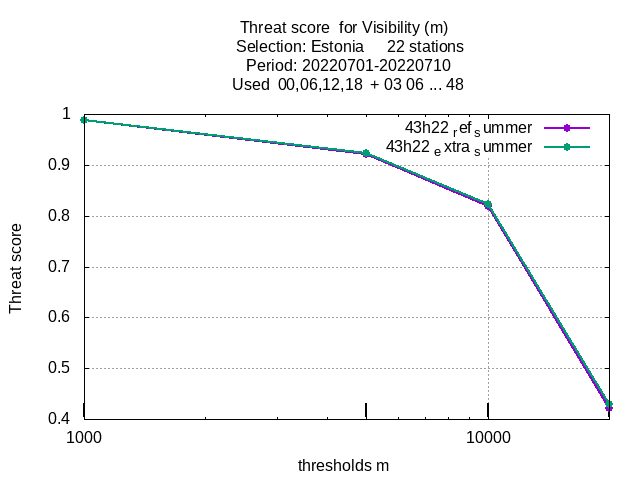 Threat score  for Visibility (m)
Selection: Estonia     22 stations
Period: 20220701-20220710
Used  00,06,12,18  + 03 06 ... 48
43h22 ref summer
43h22 extra summer
1
0.9
0.8
0.7
0.6
0.5
0.4
Threat score
1000
10000
thresholds m